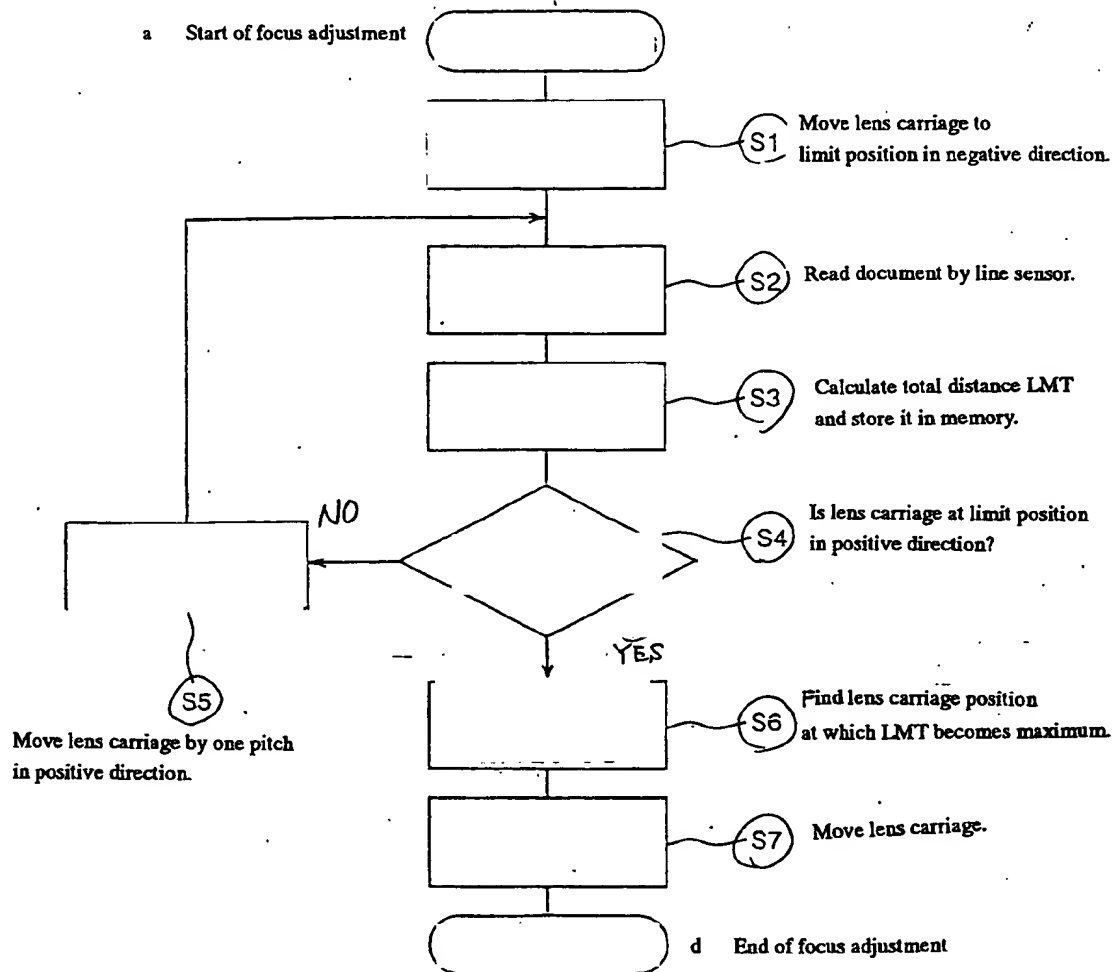 a Start of focus adjustment
S1 Move lens carriage to
limit position in negative direction.
S2 Read document by line sensor.
S3 Calculate total distance LMT
and store it in memory.
NO
S4 Is lens carriage at limit position
in positive direction?
YES
S5
Move lens carriage by one pitch
in positive direction.
S6 Find lens carriage position
at which LMT becomes maximum.
S7 Move lens carriage.
d End of focus adjustment